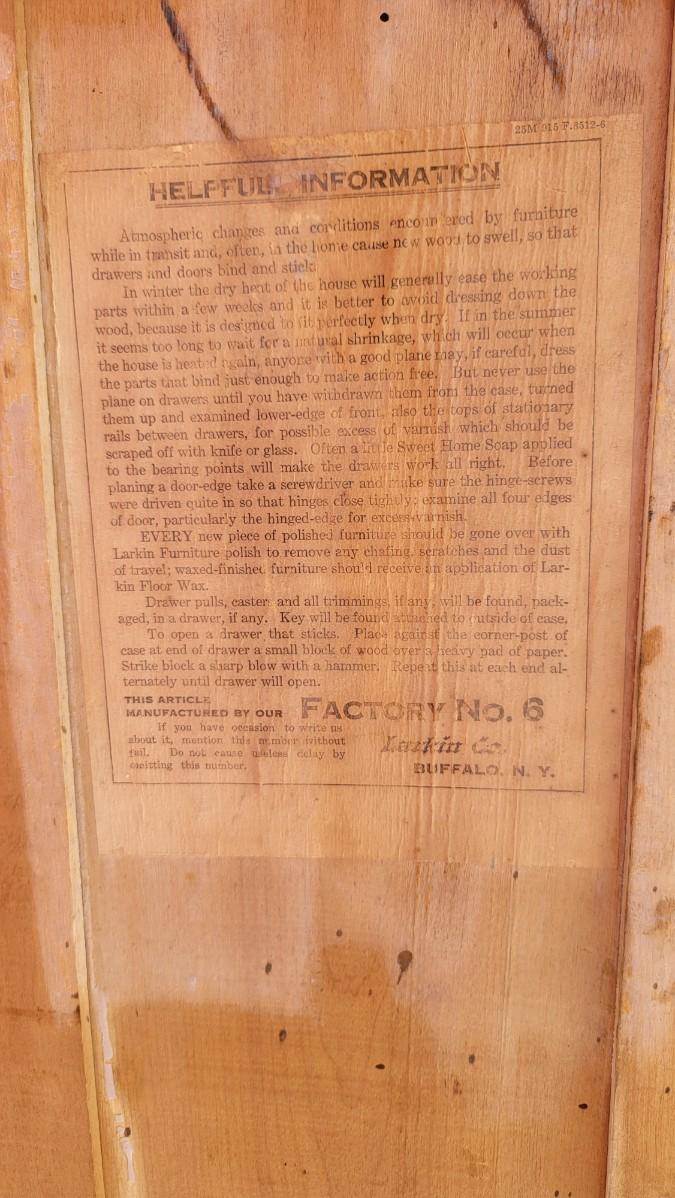 25M 915 F.8512-6
HELPFUL INFORMATION
Atmospheric changes and conditions encountered by furniture
while in transit and, often, in the home cause new wood to swell, so that
drawers and doors bind and stick.
In winter the dry heat of the house will generally ease the working
parts within a few weeks and it is better to avoid dressing down the
wood, because it is designed to fit perfectly when dry. If in the summer
it seems too long to wait for a natural shrinkage, which will occur when
the house is heated again, anyone with a good plane may, if careful, dress
the parts that bind just enough to make action free. But never use the
plane on drawers until you have withdrawn them from the case, turned
them up and examined lower-edge of front, also the tops of stationary
rails between drawers, for possible excess of varnish which should be
scraped off with knife or glass. Often a little Sweet Home Soap applied
to the bearing points will make the drawers work all right. Before
planing a door-edge take a screwdriver and make sure the hinge-screws
were driven quite in so that hinges close tightly; examine all four edges
of door, particularly the hinged-edge for excess varnish.
EVERY new piece of polished furniture should be gone over with
Larkin Furniture polish to remove any chafing, scratches and the dust
of travel; waxed-finished furniture should receive an application of Lar-
kin Floor Wax.
Drawer pulls, casters and all trimmings, if any, will be found, pack-
aged, in a drawer, if any. Key will be found attached to outside of case.
To open a drawer that sticks. Place against the corner-post of
case at end of drawer a small block of wood over a heavy pad of paper.
Strike block a sharp blow with a hammer. Repeat this at each end al-
ternately until drawer will open.
THIS ARTICLE
MANUFACTURED BY OUR FACTORY No. 6
If you have occasion to write us
about it, mention this number without
fail. Do not cause useless delay by
omitting this number.
Larkin Co.
BUFFALO, N. Y.